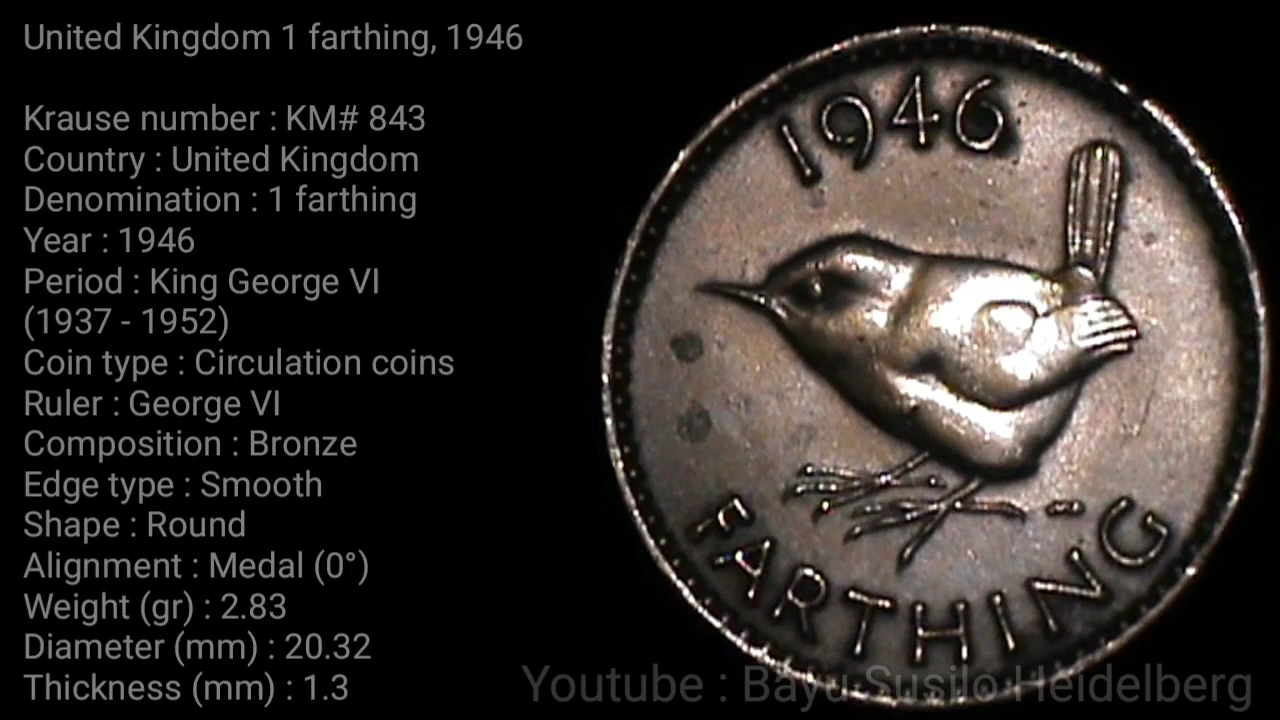 United Kingdom 1 farthing, 1946
Krause number : KM# 843
Country : United Kingdom
Denomination : 1 farthing
Year : 1946
Period : King George VI
(1937 - 1952)
Coin type : Circulation coins
Ruler : George VI
Composition : Bronze
Edge type : Smooth
Shape : Round
Alignment : Medal (0°)
Weight (gr) : 2.83
Diameter (mm) : 20.32
Thickness (mm) : 1.3
1946
FARTHING
Youtube : Bayu Susilo Heidelberg